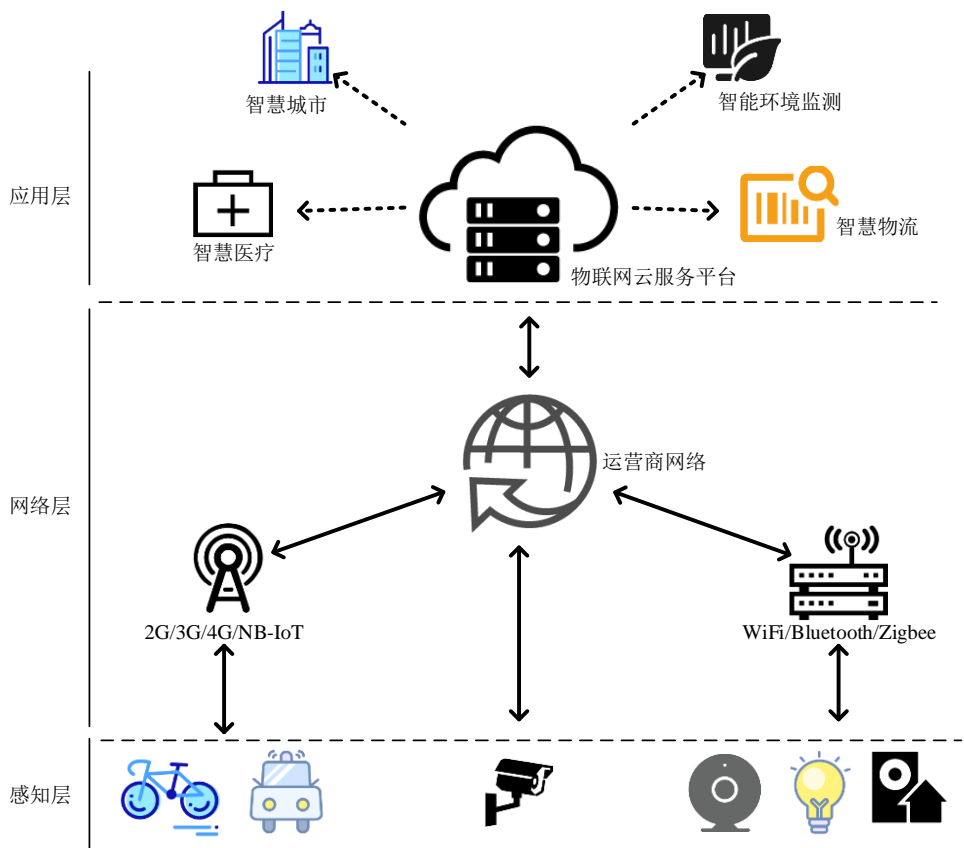 智慧城市
智能环境监测
应用层
智慧医疗
智慧物流
物联网云服务平台
运营商网络
网络层
2G/3G/4G/NB-IoT
WiFi/Bluetooth/Zigbee
感知层